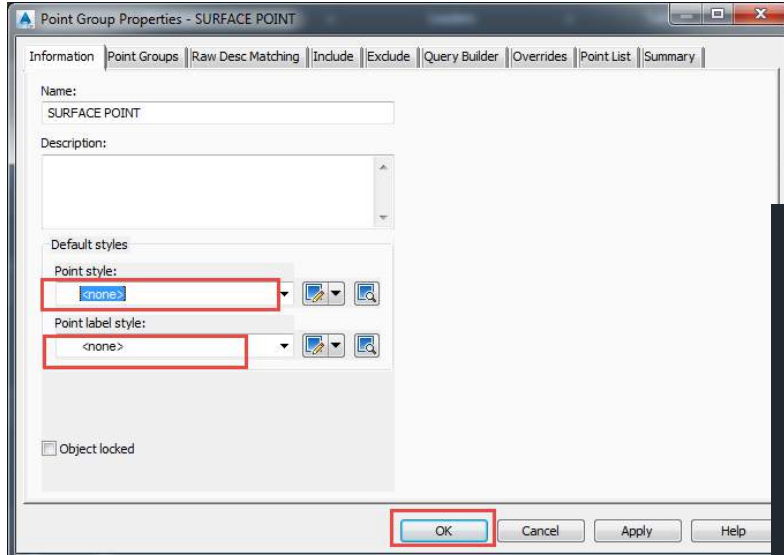 Point Group Properties - SURFACE POINT
Information Point Groups Raw Desc Matching Include Exclude Query Builder Overrides Point List Summary
Name:
SURFACE POINT
Description:
Default styles
Point style:
<none>
Point label style:
<none>
Object locked
OK Cancel Apply Help